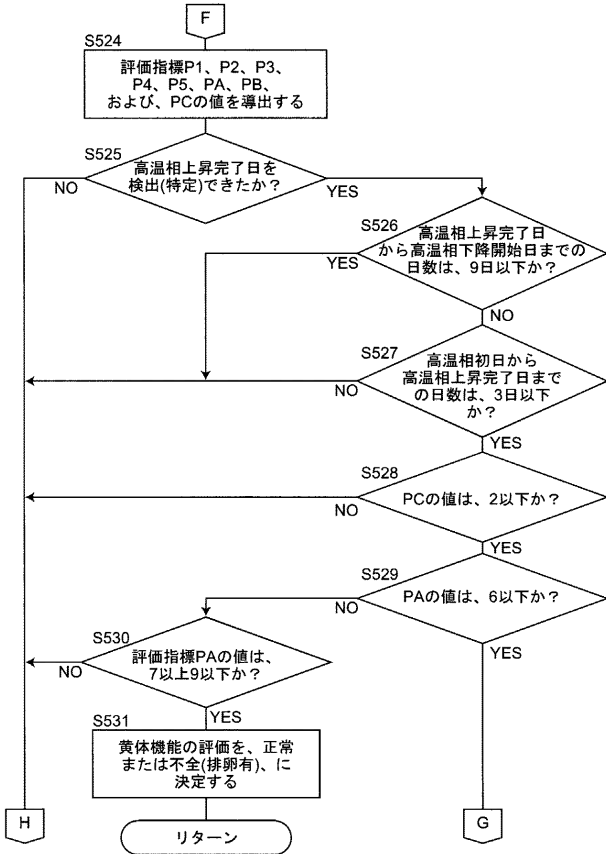 F
S524
評価指標P1、P2、P3、
P4、P5、PA、PB、
および、PCの値を導出する
S525
高温相上昇完了日を
検出(特定)できたか？
NO
YES
S526
高温相上昇完了日
から高温相下降開始日までの
日数は、9日以下か？
YES
NO
S527
高温相初日から
高温相上昇完了日まで
の日数は、3日以下
か？
NO
YES
S528
PCの値は、2以下か？
NO
YES
S529
PAの値は、6以下か？
NO
YES
S530
評価指標PAの値は、
7以上9以下か？
NO
YES
S531
黄体機能の評価を、正常
または不全(排卵有)、に
決定する
リターン
H
G